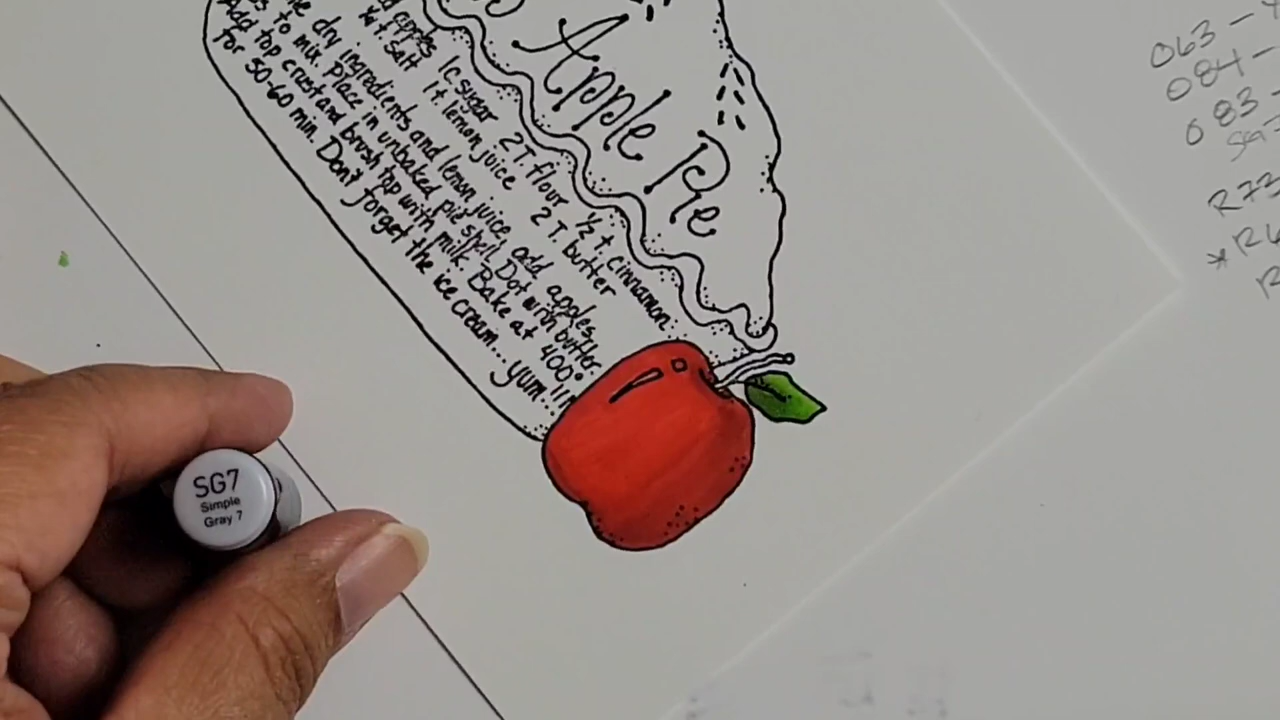 Apple Pie
apples 1c. sugar 2T. flour ½ t. cinnamon
¼ t. salt 1t. lemon juice 2 T. butter
dry ingredients and lemon juice, add apples,
to mix. Place in unbaked pie shell. Dot with butter.
Add top crust and brush top with milk. Bake at 400°
for 50-60 min. Don't forget the ice cream... yum!!
SG7
Simple
Gray 7
063 -
084 -
083 -
R73